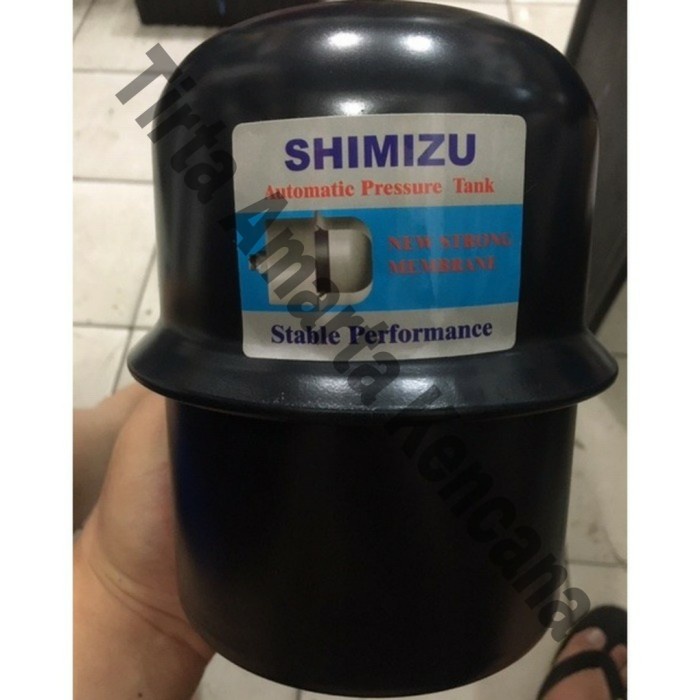 SHIMIZU
Automatic Pressure Tank
NEW STRONG
MEMBRANE
Stable Performance
Tirta Amarta Kencana